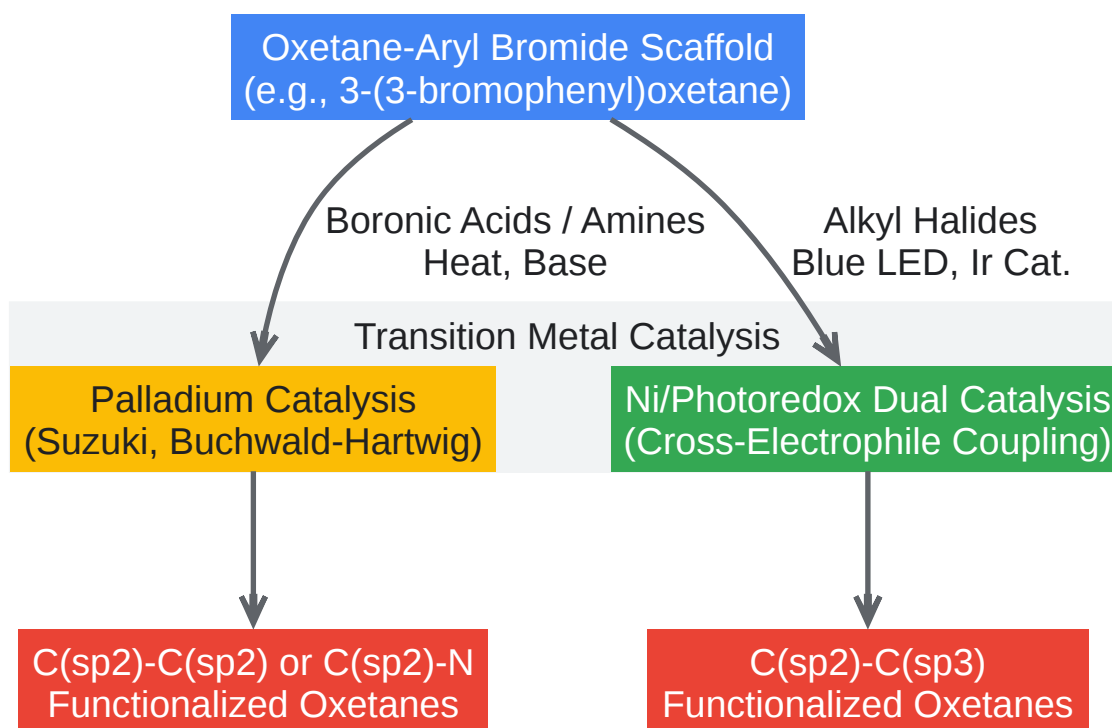 Oxetane-Aryl Bromide Scaffold
(e.g., 3-(3-bromophenyl)oxetane)
Boronic Acids / Amines
Heat, Base
Alkyl Halides
Blue LED, Ir Cat.
Transition Metal Catalysis
Palladium Catalysis
(Suzuki, Buchwald-Hartwig)
Ni/Photoredox Dual Catalysis
(Cross-Electrophile Coupling)
C(sp2)-C(sp2) or C(sp2)-N
Functionalized Oxetanes
C(sp2)-C(sp3)
Functionalized Oxetanes